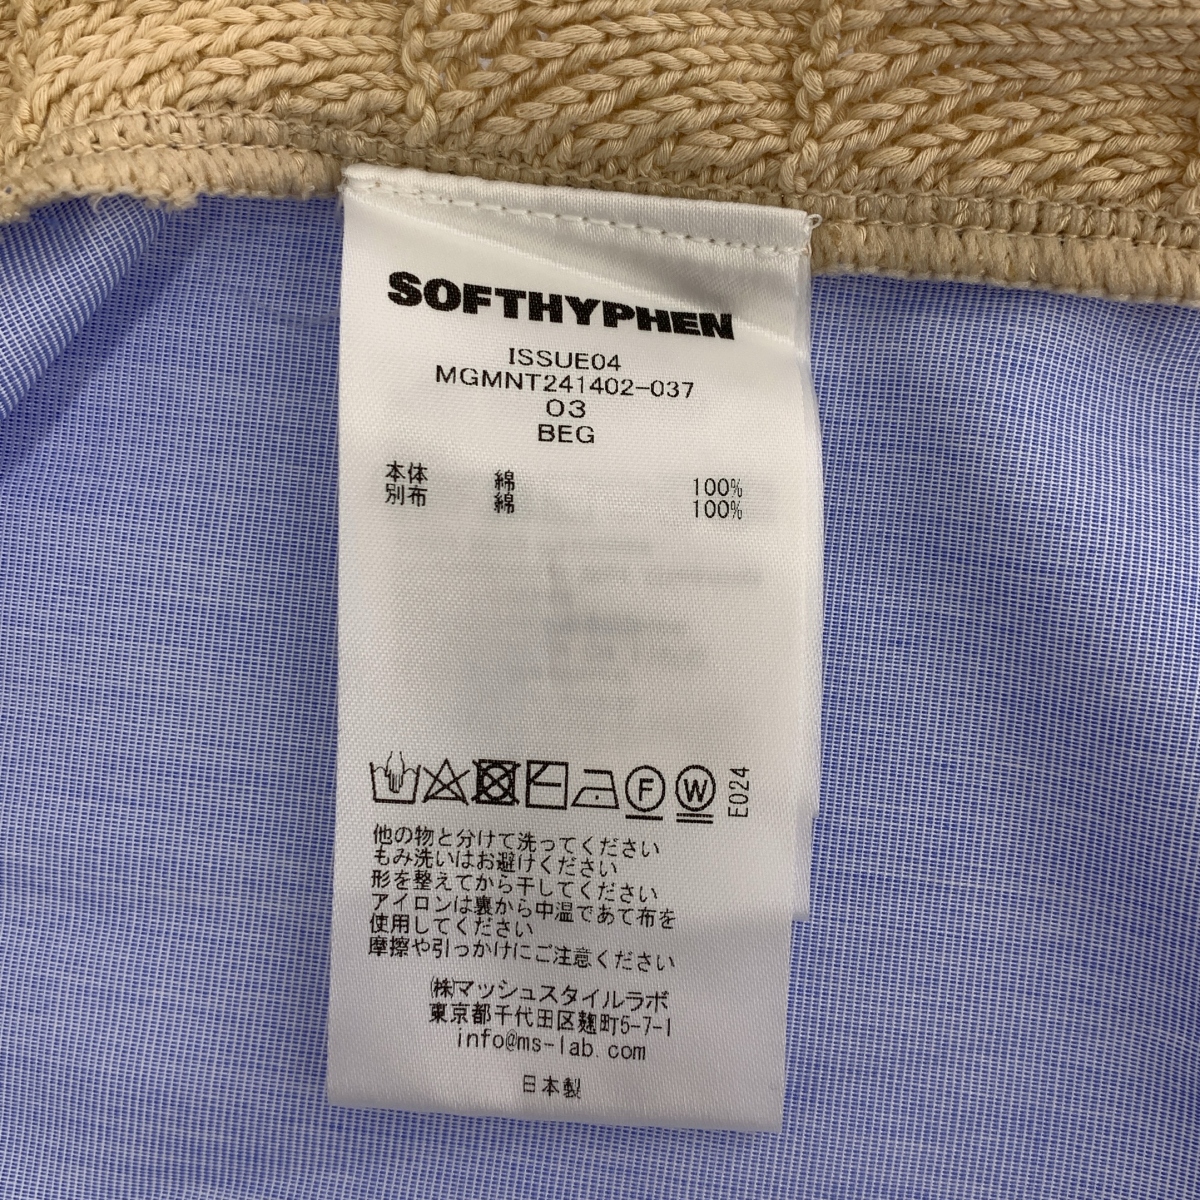 SOFTHYPHEN
ISSUE04
MGMNT241402-037
03
BEG
本体 綿 100%
別布 綿 100%
F W E024
他の物と分けて洗ってください
もみ洗いはお避けください
形を整えてから干してください
アイロンは裏から中温であて布を
使用してください
摩擦や引っかけにご注意ください
㈱マッシュスタイルラボ
東京都千代田区麹町5-7-1
info@ms-lab.com
日本製